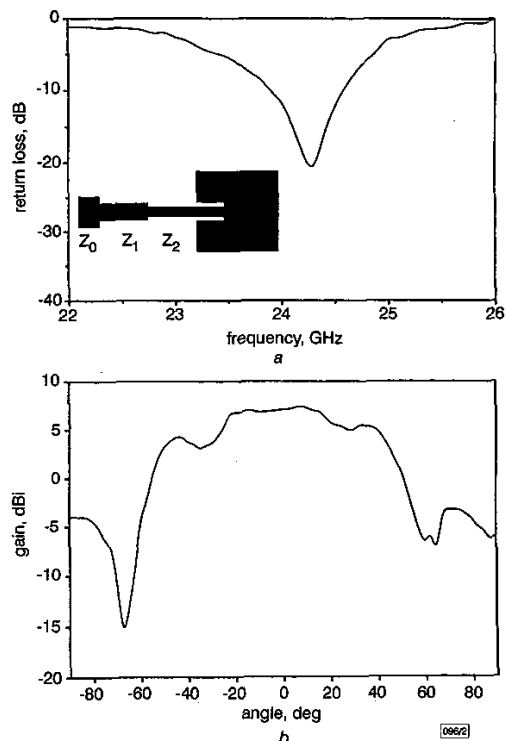 0
-10
-20
-30
-40
return loss, dB
Z0 Z1 Z2
22 23 24 25 26
frequency, GHz
a
10
5
0
-5
-10
-15
-20
gain, dBi
-80 -60 -40 -20 0 20 40 60 80
angle, deg
b
096/2